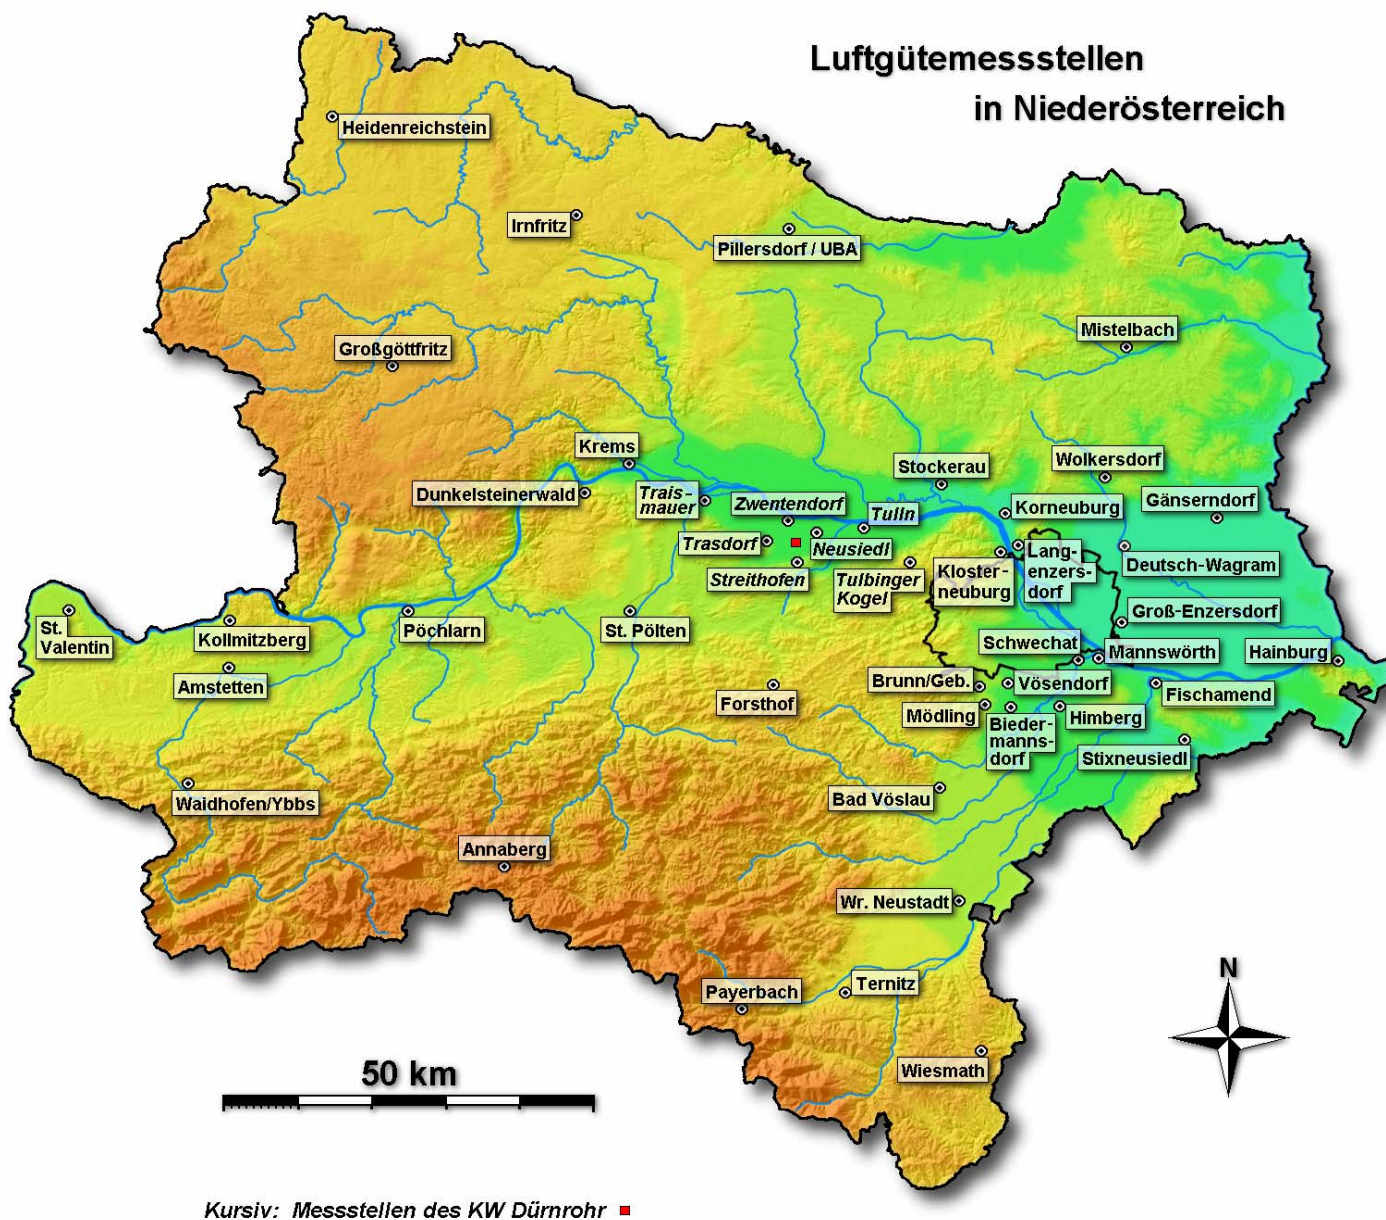 Luftgütemessstellen
in Niederösterreich
Heidenreichstein
Irnfritz
Pillersdorf / UBA
Mistelbach
Großgöttfritz
Krems
Stockerau
Wolkersdorf
Dunkelsteinerwald
Trais-
mauer
Zwentendorf
Tulln
Korneuburg
Gänserndorf
Trasdorf
Neusiedl
Streithofen
Tulbinger
Kogel
Kloster-
neuburg
Lang-
enzers-
dorf
Deutsch-Wagram
Groß-Enzersdorf
St.
Valentin
Kollmitzberg
Pöchlarn
St. Pölten
Schwechat
Mannswörth
Hainburg
Amstetten
Forsthof
Brunn/Geb.
Vösendorf
Fischamend
Mödling
Bieder-
manns-
dorf
Himberg
Stixneusiedl
Waidhofen/Ybbs
Bad Vöslau
Annaberg
Wr. Neustadt
Payerbach
Ternitz
Wiesmath
N
50 km
Kursiv: Messstellen des KW Dürnrohr